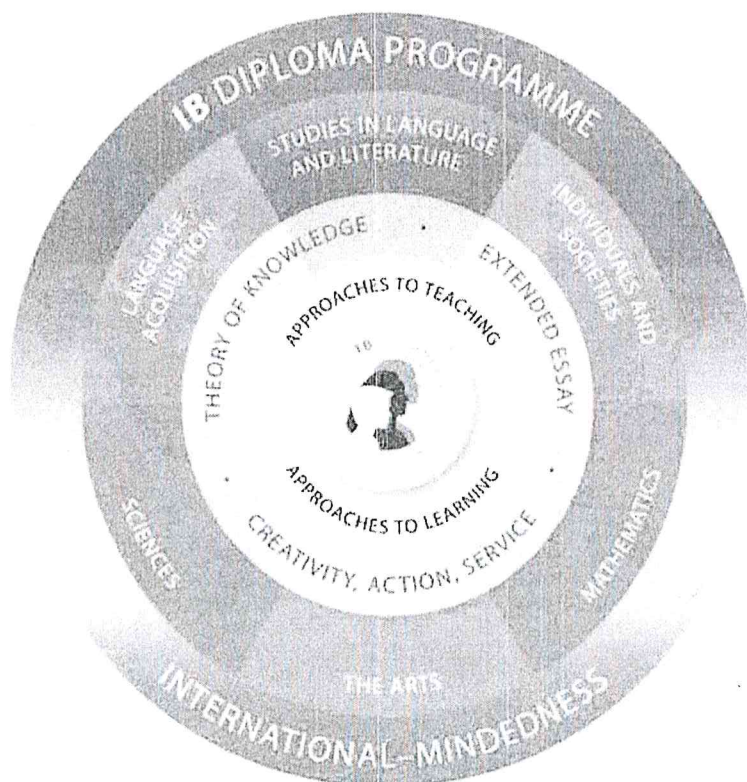 IB DIPLOMA PROGRAMME
STUDIES IN LANGUAGE
AND LITERATURE
LANGUAGE
ACQUISITION
INDIVIDUALS AND
SOCIETIES
THEORY OF KNOWLEDGE
EXTENDED ESSAY
APPROACHES TO TEACHING
APPROACHES TO LEARNING
CREATIVITY, ACTION, SERVICE
SCIENCES
MATHEMATICS
THE ARTS
INTERNATIONAL-MINDEDNESS